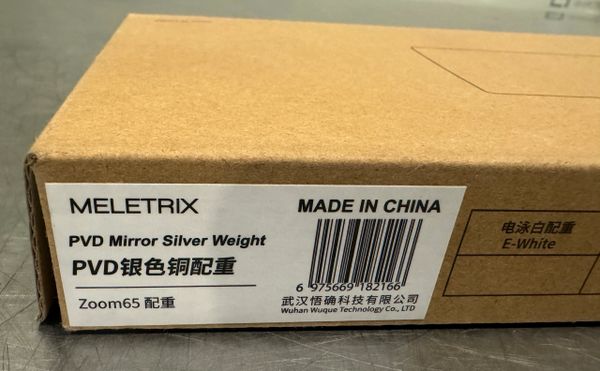 MELETRIX
MADE IN CHINA
PVD Mirror Silver Weight
PVD银色铜配重
6 975669 182166
Zoom65 配重
武汉悟确科技有限公司
Wuhan Wuque Technology Co., LTD
电泳白配重
E-White